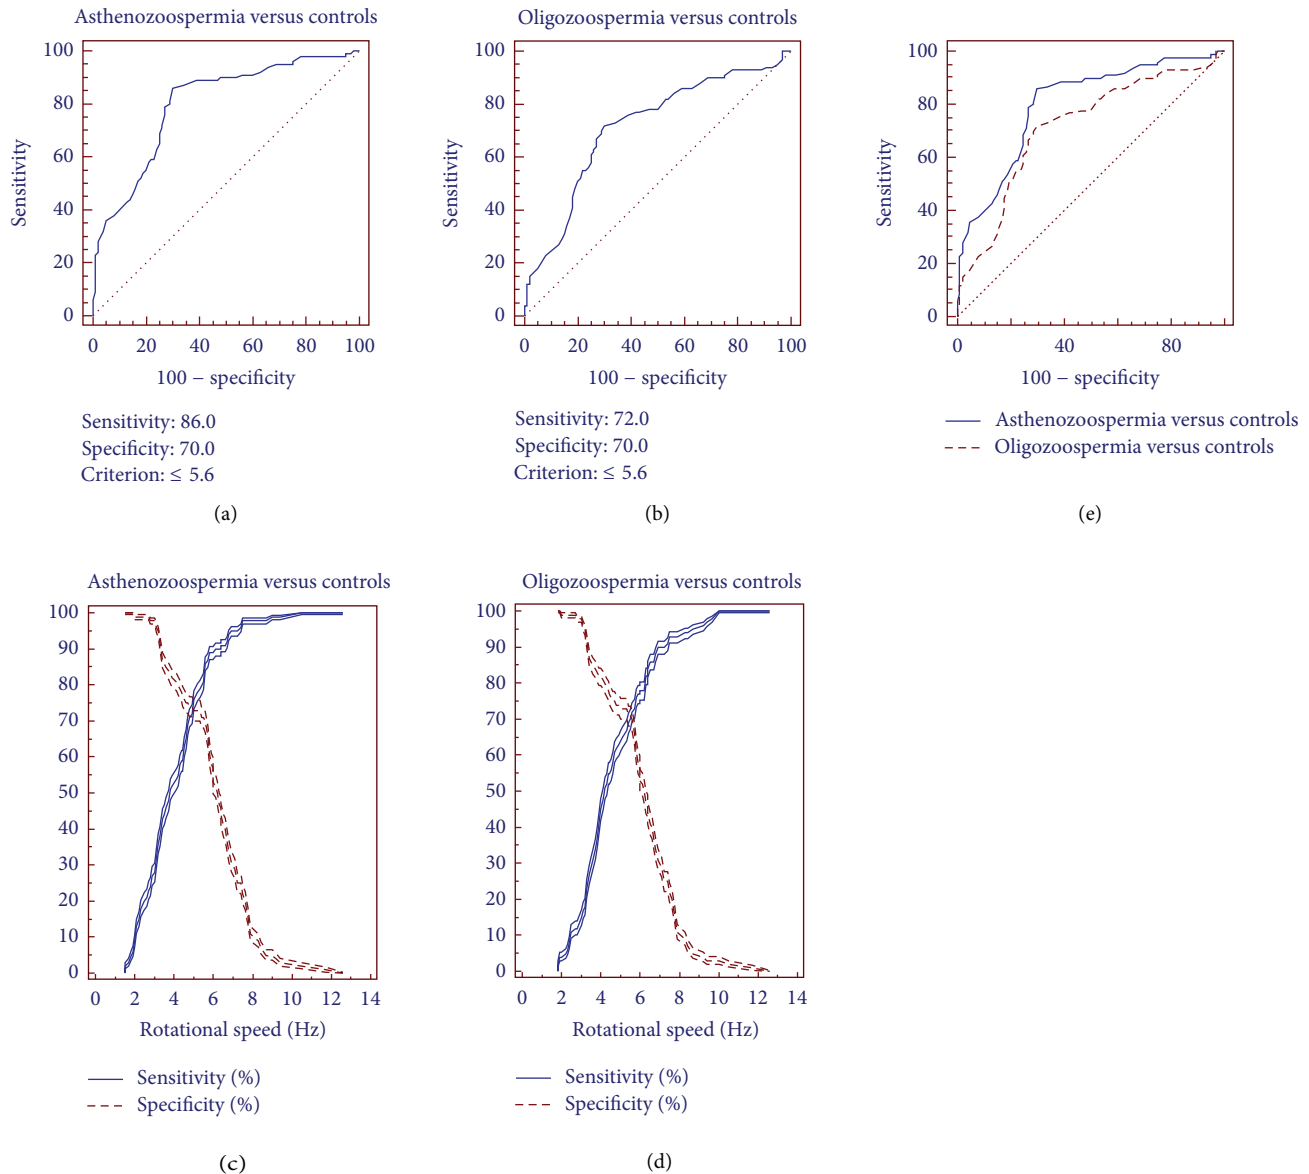 Asthenozoospermia versus controls
100
80
60
40
20
0
Sensitivity
0 20 40 60 80 100
100 − specificity
Sensitivity: 86.0
Specificity: 70.0
Criterion: ≤ 5.6
(a)
Oligozoospermia versus controls
100
80
60
40
20
0
Sensitivity
0 20 40 60 80 100
100 − specificity
Sensitivity: 72.0
Specificity: 70.0
Criterion: ≤ 5.6
(b)
100
80
60
40
20
0
Sensitivity
0 20 40 80
100 − specificity
Asthenozoospermia versus controls
Oligozoospermia versus controls
(e)
Asthenozoospermia versus controls
100
90
80
70
60
50
40
30
20
10
0
0 2 4 6 8 10 12 14
Rotational speed (Hz)
Sensitivity (%)
Specificity (%)
(c)
Oligozoospermia versus controls
100
90
80
70
60
50
40
30
20
10
0
0 2 4 6 8 10 12 14
Rotational speed (Hz)
Sensitivity (%)
Specificity (%)
(d)